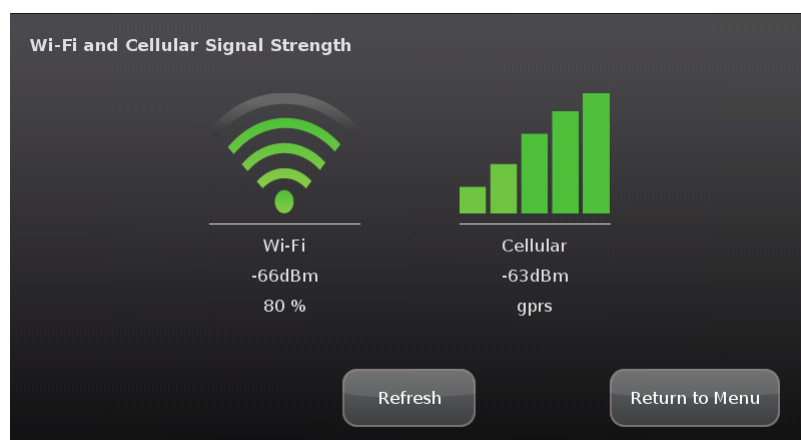 Wi-Fi and Cellular Signal Strength
Wi-Fi
-66dBm
80 %
Cellular
-63dBm
gprs
Refresh
Return to Menu